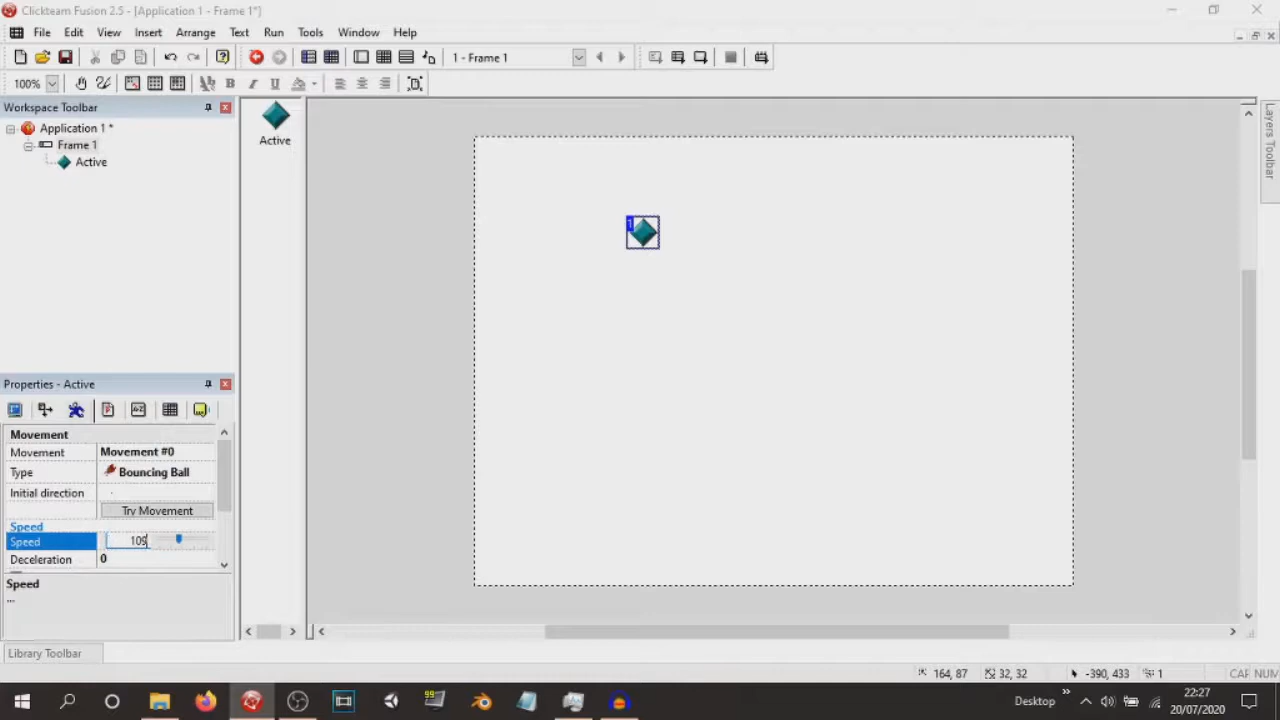 Clickteam Fusion 2.5 - [Application 1 - Frame 1*]
File Edit View Insert Arrange Text Run Tools Window Help
1 - Frame 1
100%
B I U
Workspace Toolbar
Application 1 *
Frame 1
Active
Active
1
Layers Toolbar
Properties - Active
Movement
Movement Movement #0
Type Bouncing Ball
Initial direction
Try Movement
Speed
Speed 109
Deceleration 0
Speed
...
Library Toolbar
164, 87 32, 32 -390, 433 1 CAP NUM
Desktop
22:27
20/07/2020